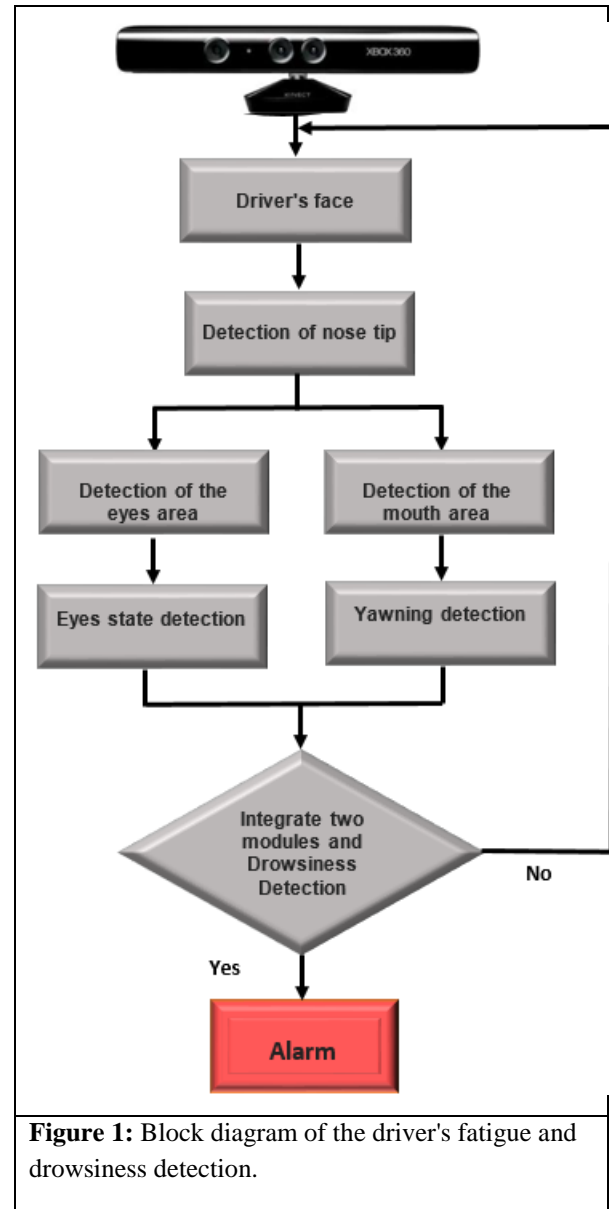 XBOX360
KINECT
Driver's face
Detection of nose tip
Detection of the
eyes area
Detection of the
mouth area
Eyes state detection
Yawning detection
Integrate two
modules and
Drowsiness
Detection
No
Yes
Alarm
Figure 1: Block diagram of the driver's fatigue and
drowsiness detection.